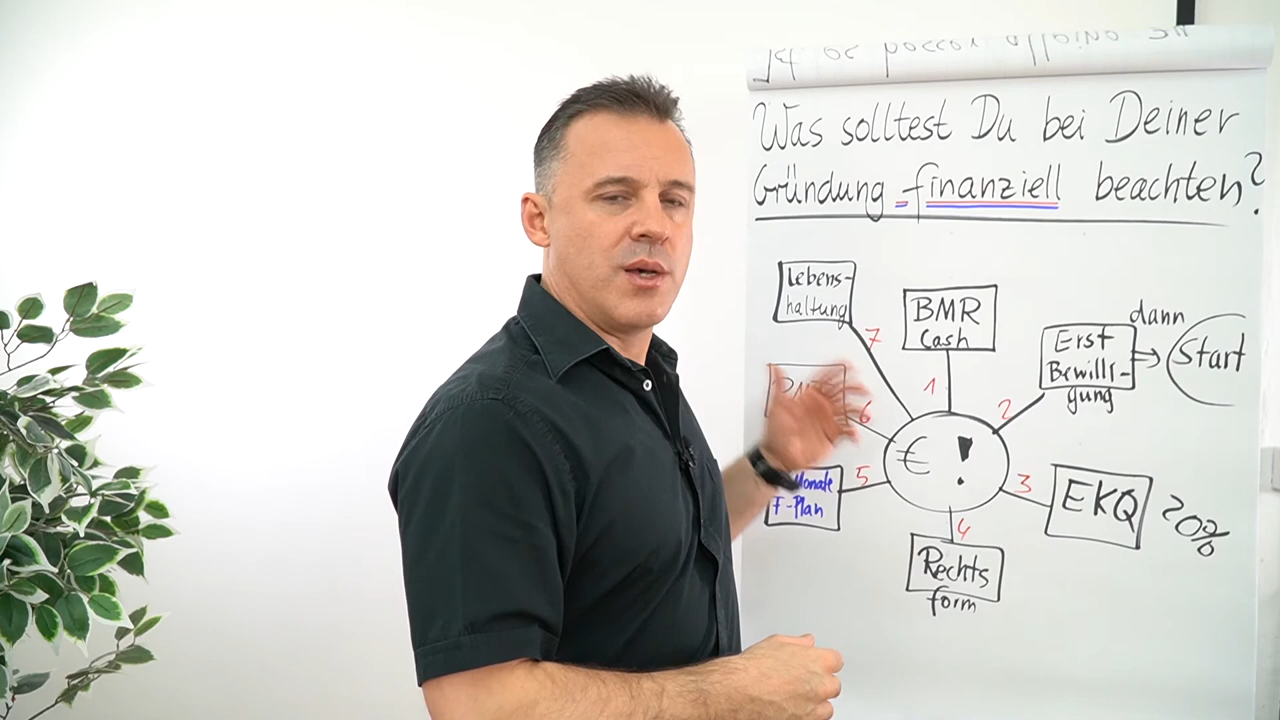 Was solltest Du bei Deiner
Gründung finanziell beachten?
Lebens-
haltung
7
BMR
Cash
1
Erst
Bewilli-
gung
2
dann
Start
6
€ !
Monate
F-Plan
5
3
EKQ
20%
4
Rechts
form